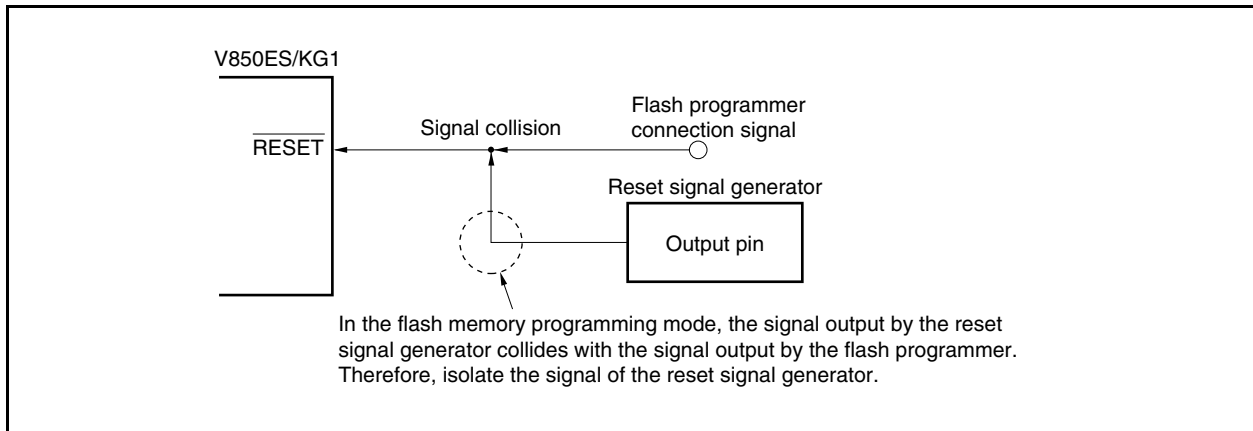 V850ES/KG1
RESET
Signal collision
Flash programmer
connection signal
Reset signal generator
Output pin
In the flash memory programming mode, the signal output by the reset
signal generator collides with the signal output by the flash programmer.
Therefore, isolate the signal of the reset signal generator.